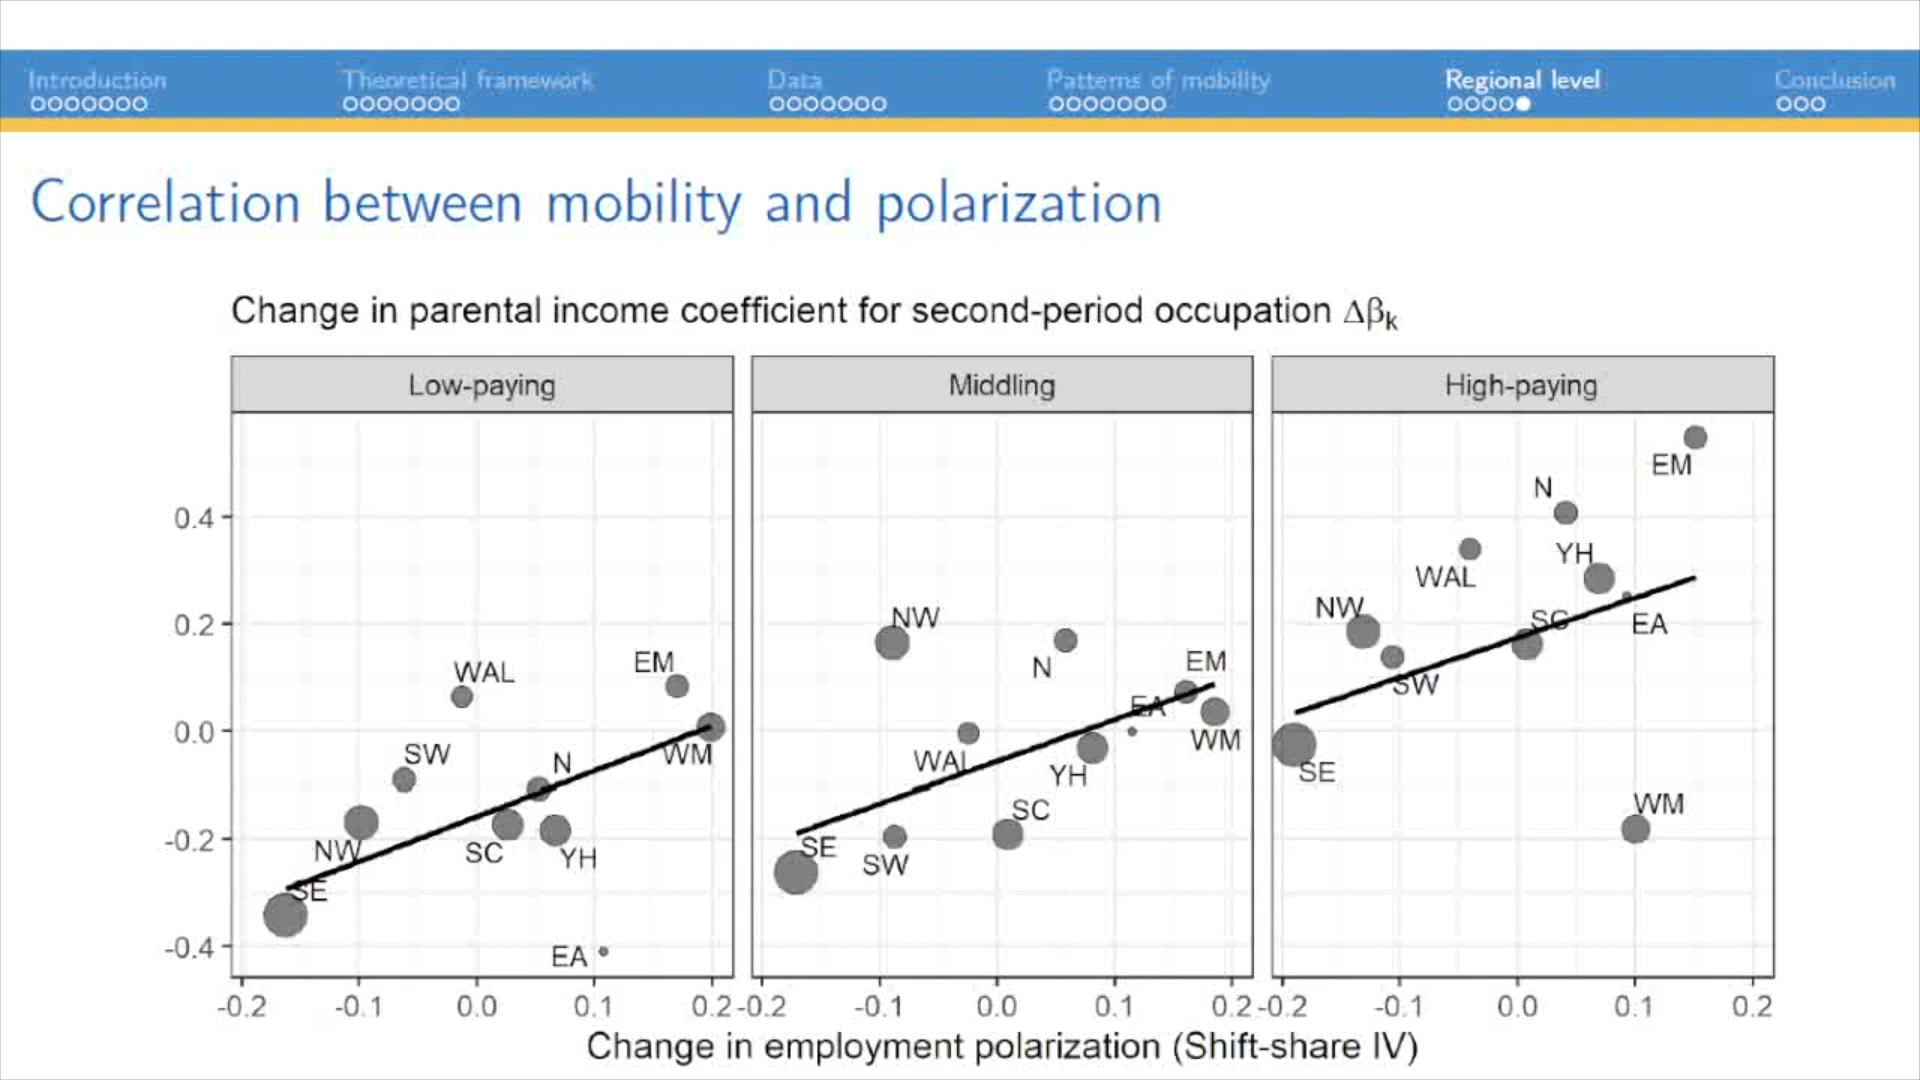 Introduction Theoretical framework Data Patterns of mobility Regional level Conclusion
Correlation between mobility and polarization
Change in parental income coefficient for second-period occupation Δβk
Low-paying Middling High-paying
0.4
0.2
0.0
-0.2
-0.4
WAL
EM
SW
N
WM
NW
SC
YH
SE
EA
NW
N
EM
EA
WAL
WM
YH
SC
SE
SW
EM
N
YH
WAL
NW
SC
EA
SW
SE
WM
-0.2 -0.1 0.0 0.1 0.2 -0.2 -0.1 0.0 0.1 0.2 -0.2 -0.1 0.0 0.1 0.2
Change in employment polarization (Shift-share IV)